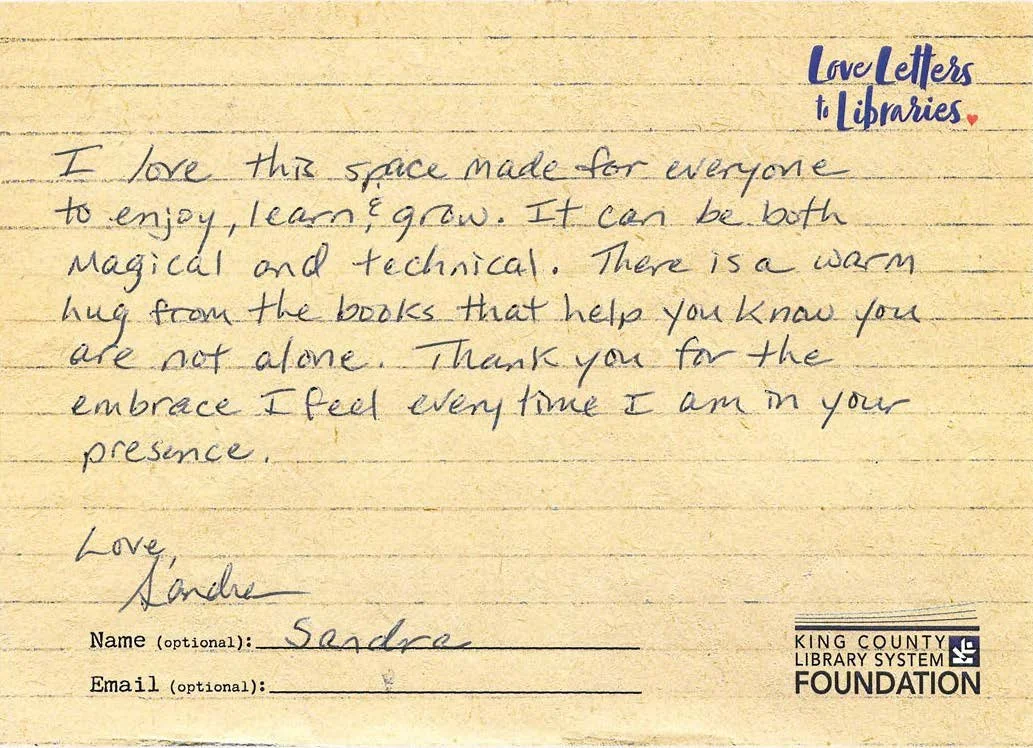 Love Letters
to Libraries
I love this space made for everyone
to enjoy, learn & grow. It can be both
Magical and technical. There is a warm
hug from the books that help you know you
are not alone. Thank you for the
embrace I feel every time I am in your
presence.
Love,
Sandra
Name (optional): Sandra
Email (optional):
KING COUNTY
LIBRARY SYSTEM
FOUNDATION